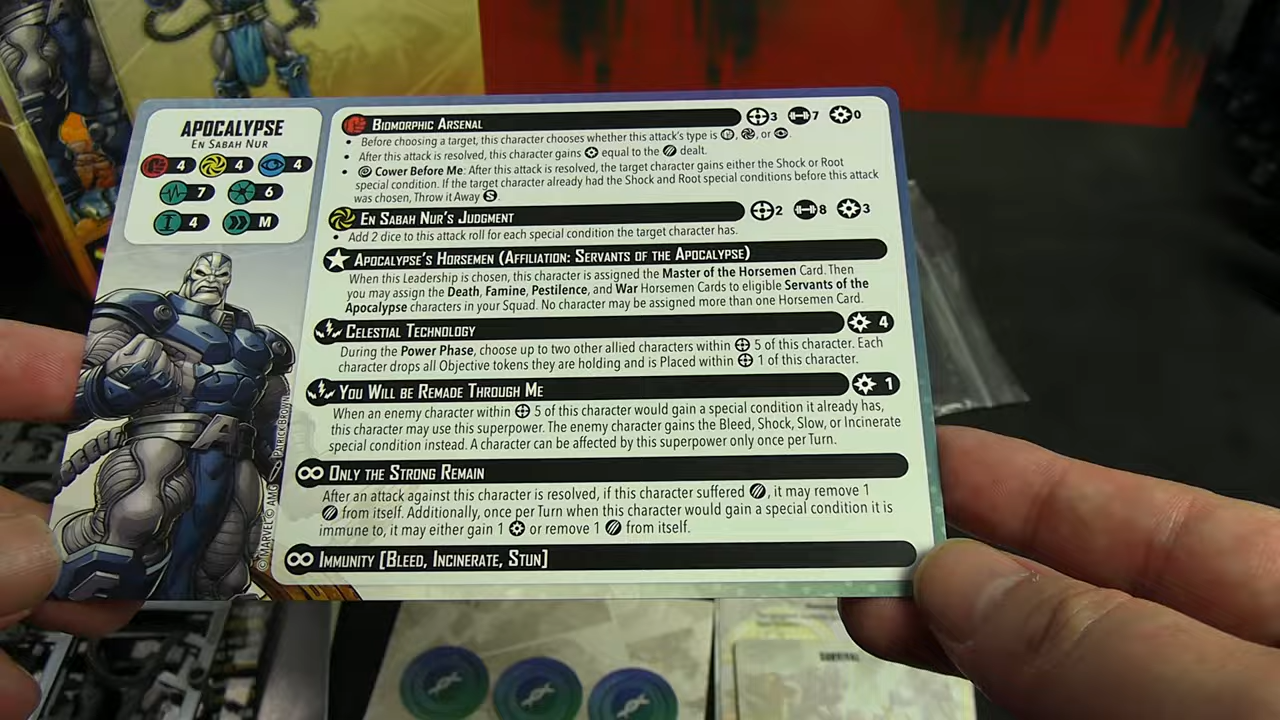 APOCALYPSE
EN SABAH NUR
4 4 4
7 6
4 M
BIOMORPHIC ARSENAL 3 7 0
• Before choosing a target, this character chooses whether this attack's type is , , or .
• After this attack is resolved, this character gains equal to the dealt.
• Cower Before Me: After this attack is resolved, the target character gains either the Shock or Root
special condition. If the target character already had the Shock and Root special conditions before this attack
was chosen, Throw it Away S.
EN SABAH NUR'S JUDGMENT 2 8 3
• Add 2 dice to this attack roll for each special condition the target character has.
APOCALYPSE'S HORSEMEN (AFFILIATION: SERVANTS OF THE APOCALYPSE)
When this Leadership is chosen, this character is assigned the Master of the Horsemen Card. Then
you may assign the Death, Famine, Pestilence, and War Horsemen Cards to eligible Servants of the
Apocalypse characters in your Squad. No character may be assigned more than one Horsemen Card.
CELESTIAL TECHNOLOGY 4
During the Power Phase, choose up to two other allied characters within 5 of this character. Each
character drops all Objective tokens they are holding and is Placed within 1 of this character.
YOU WILL BE REMADE THROUGH ME 1
When an enemy character within 5 of this character would gain a special condition it already has,
this character may use this superpower. The enemy character gains the Bleed, Shock, Slow, or Incinerate
special condition instead. A character can be affected by this superpower only once per Turn.
ONLY THE STRONG REMAIN
After an attack against this character is resolved, if this character suffered , it may remove 1
from itself. Additionally, once per Turn when this character would gain a special condition it is
immune to, it may either gain 1 or remove 1 from itself.
IMMUNITY [BLEED, INCINERATE, STUN]
©MARVEL © AMG PATRICK BROWN
SURVIVAL